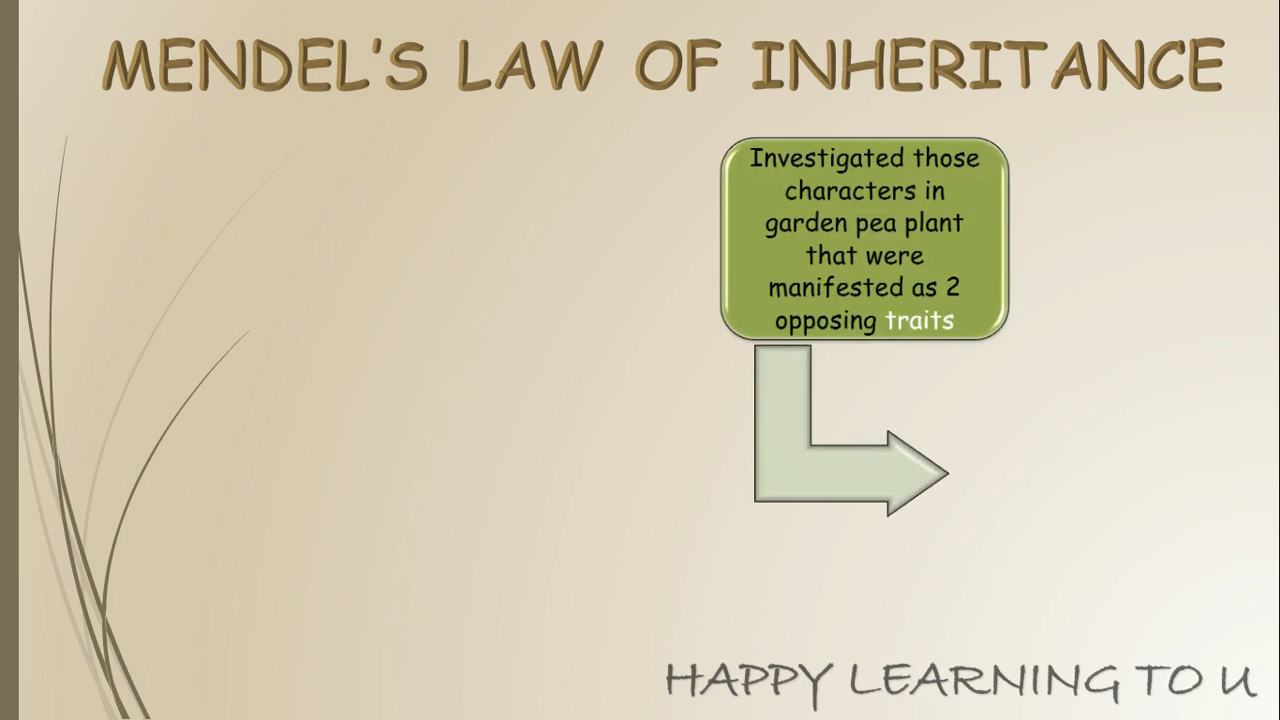 MENDEL'S LAW OF INHERITANCE
Investigated those
characters in
garden pea plant
that were
manifested as 2
opposing traits
HAPPY LEARNING TO U